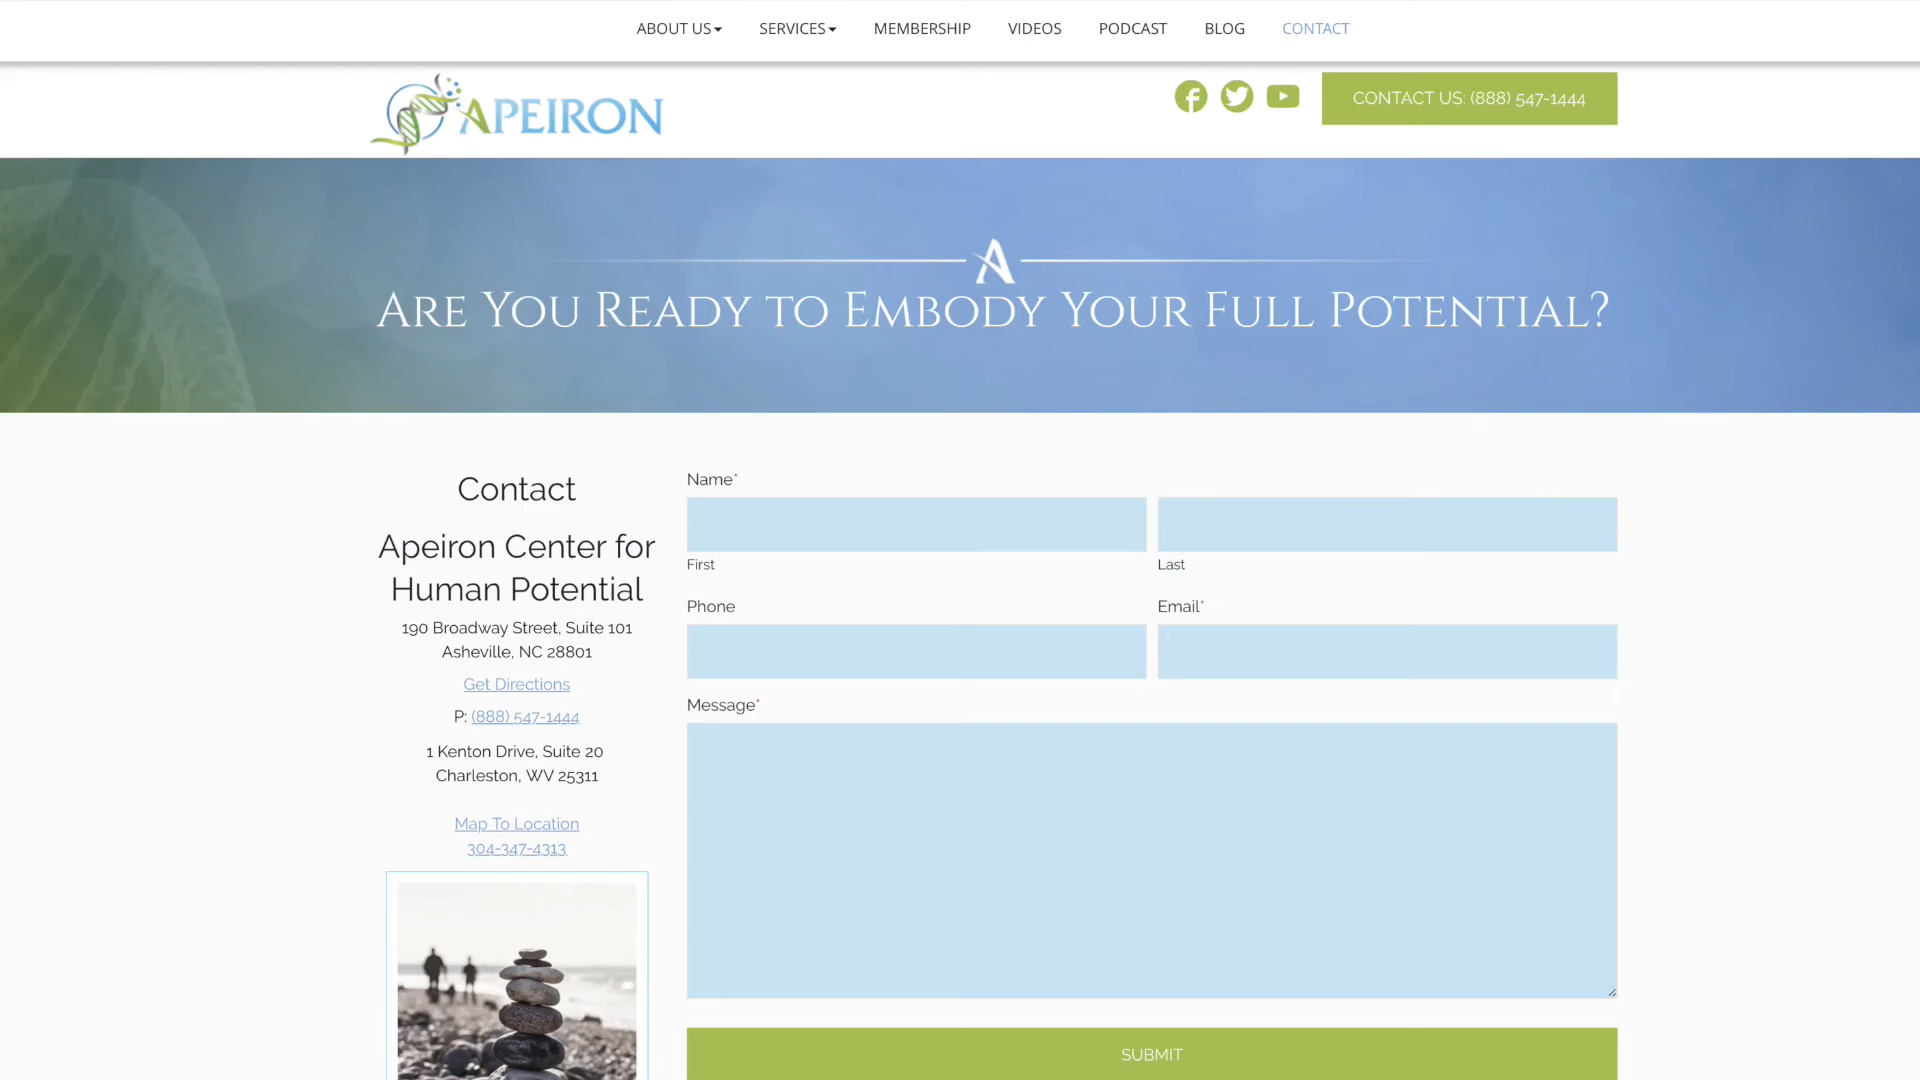 ABOUT US SERVICES MEMBERSHIP VIDEOS PODCAST BLOG CONTACT
APEIRON
CONTACT US: (888) 547-1444
ARE YOU READY TO EMBODY YOUR FULL POTENTIAL?
Contact
Apeiron Center for
Human Potential
190 Broadway Street, Suite 101
Asheville, NC 28801
Get Directions
P: (888) 547-1444
1 Kenton Drive, Suite 20
Charleston, WV 25311
Map To Location
304-347-4313
Name*
First Last
Phone Email*
Message*
SUBMIT